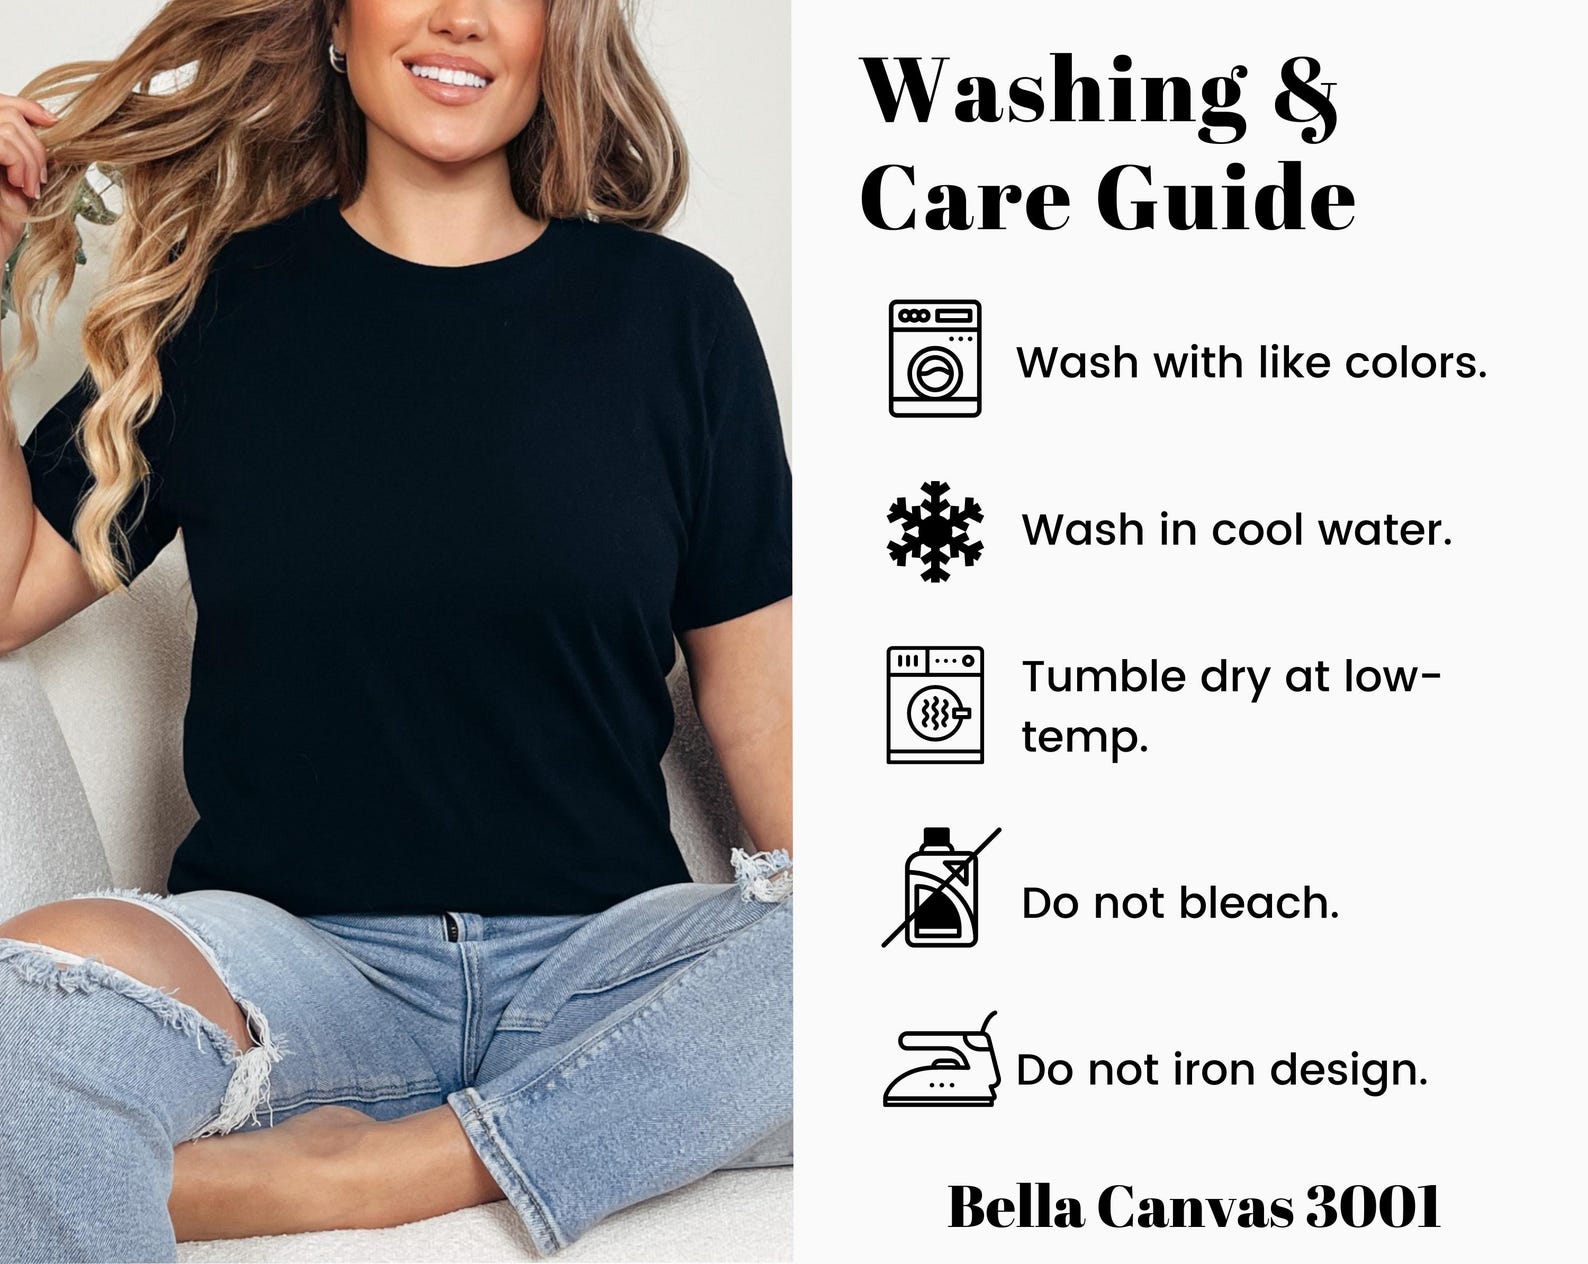 Washing &
Care Guide
Wash with like colors.
Wash in cool water.
Tumble dry at low-
temp.
Do not bleach.
Do not iron design.
Bella Canvas 3001